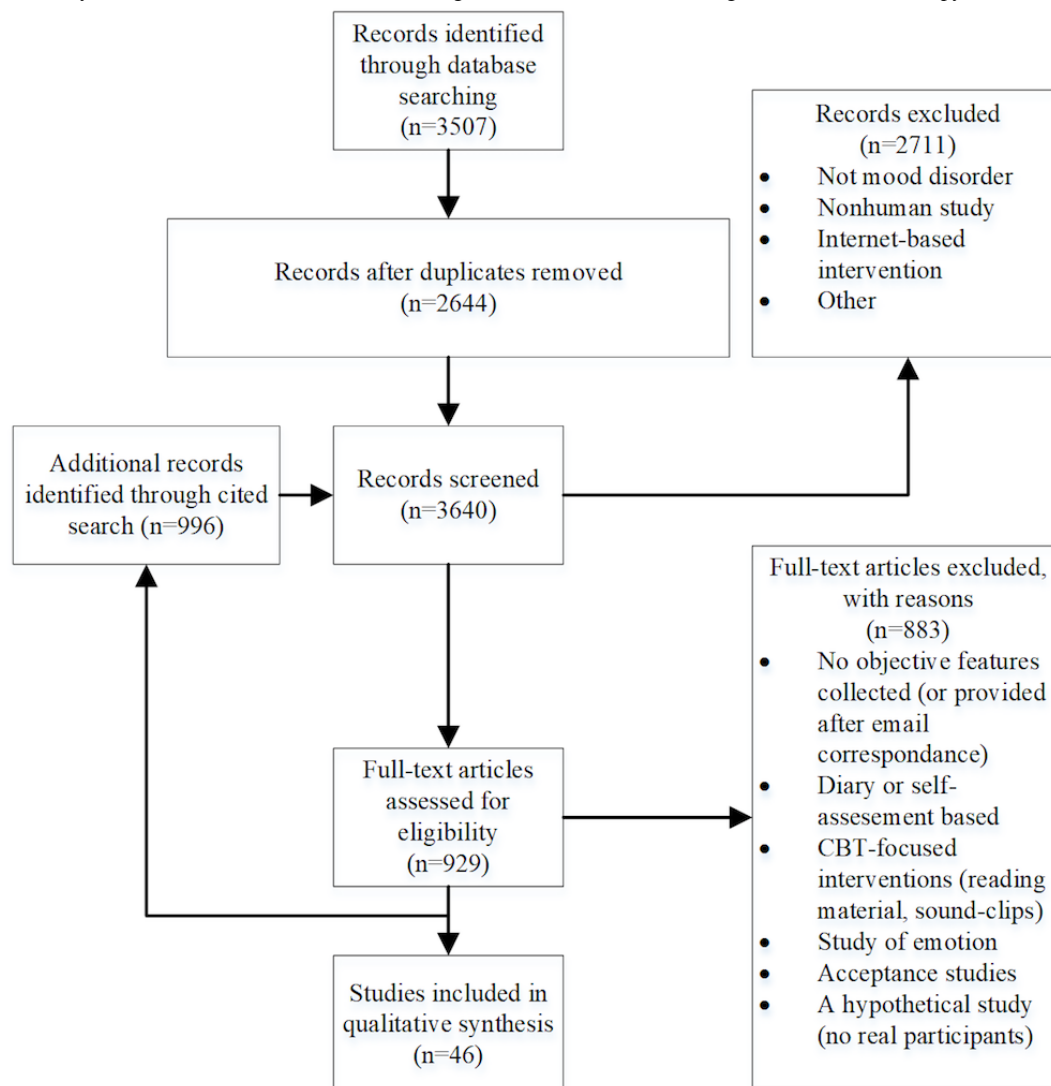 Records identified
through database
searching
(n=3507)
Records excluded
(n=2711)
• Not mood disorder
• Nonhuman study
• Internet-based
intervention
• Other
Records after duplicates removed
(n=2644)
Additional records
identified through cited
search (n=996)
Records screened
(n=3640)
Full-text articles excluded,
with reasons
(n=883)
• No objective features
collected (or provided
after email
correspondance)
• Diary or self-
assesement based
• CBT-focused
interventions (reading
material, sound-clips)
• Study of emotion
• Acceptance studies
• A hypothetical study
(no real participants)
Full-text articles
assessed for
eligibility
(n=929)
Studies included in
qualitative synthesis
(n=46)